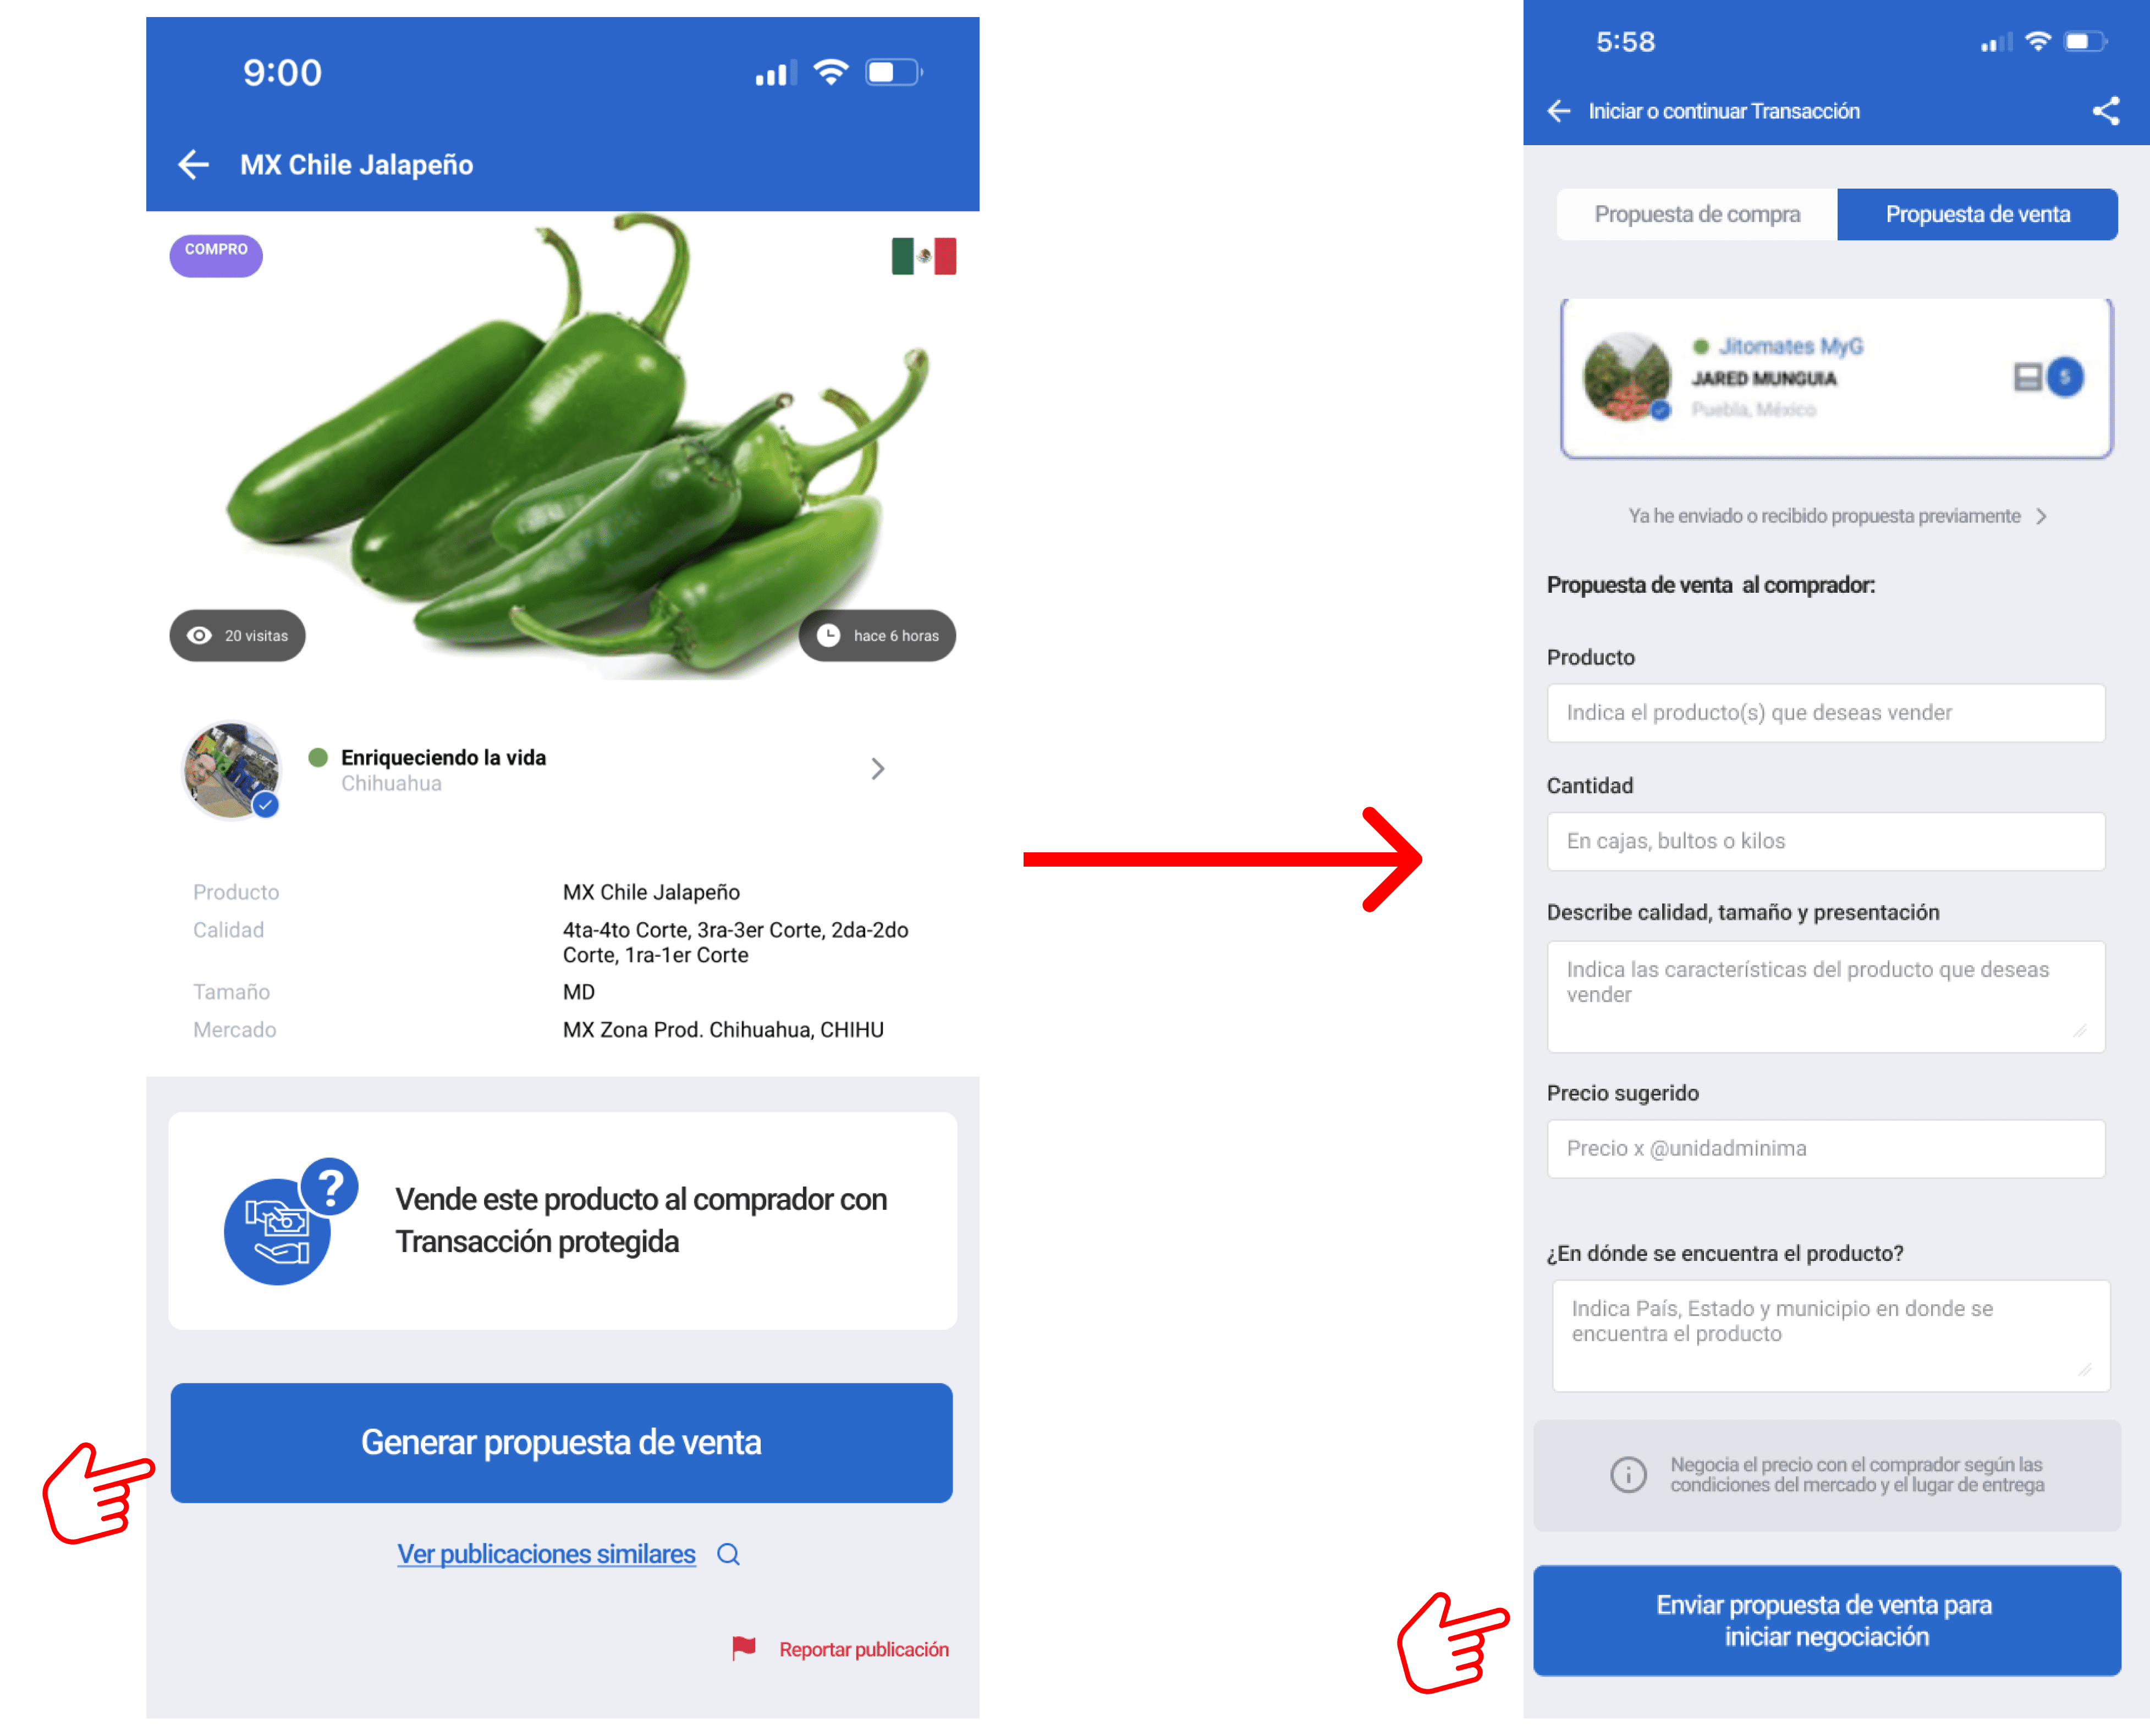 9:00
MX Chile Jalapeño
COMPRO
20 visitas
hace 6 horas
Enriqueciendo la vida
Chihuahua
Producto
MX Chile Jalapeño
Calidad
4ta-4to Corte, 3ra-3er Corte, 2da-2do
Corte, 1ra-1er Corte
Tamaño
MD
Mercado
MX Zona Prod. Chihuahua, CHIHU
?
Vende este producto al comprador con
Transacción protegida
Generar propuesta de venta
Ver publicaciones similares
Reportar publicación
5:58
Iniciar o continuar Transacción
Propuesta de compra
Propuesta de venta
Jitomates MyG
JARED MUNGUIA
Puebla, México
Ya he enviado o recibido propuesta previamente
Propuesta de venta al comprador:
Producto
Indica el producto(s) que deseas vender
Cantidad
En cajas, bultos o kilos
Describe calidad, tamaño y presentación
Indica las características del producto que deseas
vender
Precio sugerido
Precio x @unidadminima
¿En dónde se encuentra el producto?
Indica País, Estado y municipio en donde se
encuentra el producto
Negocia el precio con el comprador según las
condiciones del mercado y el lugar de entrega
Enviar propuesta de venta para
iniciar negociación